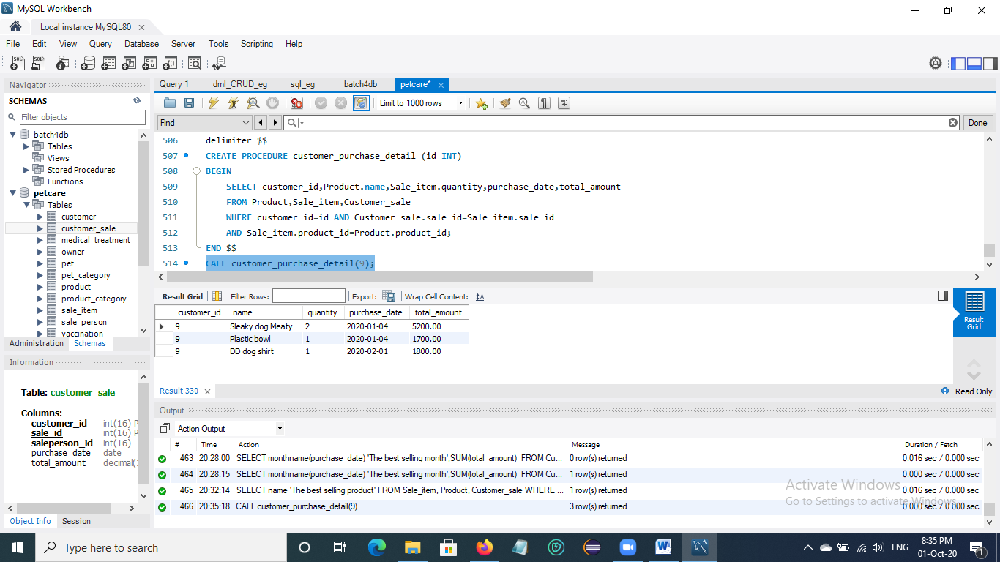 MySQL Workbench
Local instance MySQL80
File Edit View Query Database Server Tools Scripting Help
Navigator
SCHEMAS
Filter objects
batch4db
Tables
Views
Stored Procedures
Functions
petcare
Tables
customer
customer_sale
medical_treatment
owner
pet
pet_category
product
product_category
sale_item
sale_person
vaccination
Administration Schemas
Information
Table: customer_sale
Columns:
customer_id int(16) P
sale_id int(16) P
saleperson_id int(16)
purchase_date date
total_amount decimal(
Object Info Session
Query 1 dml_CRUD_eg sql_eg batch4db petcare*
Limit to 1000 rows
Find Done
506 delimiter $$
507 CREATE PROCEDURE customer_purchase_detail (id INT)
508 BEGIN
509 SELECT customer_id,Product.name,Sale_item.quantity,purchase_date,total_amount
510 FROM Product,Sale_item,Customer_sale
511 WHERE customer_id=id AND Customer_sale.sale_id=Sale_item.sale_id
512 AND Sale_item.product_id=Product.product_id;
513 END $$
514 CALL customer_purchase_detail(9);
Result Grid Filter Rows: Export: Wrap Cell Content:
customer_id name quantity purchase_date total_amount
9 Sleaky dog Meaty 2 2020-01-04 5200.00
9 Plastic bowl 1 2020-01-04 1700.00
9 DD dog shirt 1 2020-02-01 1800.00
Result
Grid
Result 330
Read Only
Output
Action Output
# Time Action Message Duration / Fetch
463 20:28:00 SELECT monthname(purchase_date) 'The best selling month',SUM(total_amount) FROM Cu... 0 row(s) returned 0.016 sec / 0.000 sec
464 20:28:15 SELECT monthname(purchase_date) 'The best selling month',SUM(total_amount) FROM Cu... 1 row(s) returned 0.000 sec / 0.000 sec
465 20:32:14 SELECT name 'The best selling product' FROM Sale_item, Product, Customer_sale WHERE ... 1 row(s) returned 0.016 sec / 0.000 sec
466 20:35:18 CALL customer_purchase_detail(9) 3 row(s) returned 0.000 sec / 0.000 sec
Activate Windows
Go to Settings to activate Windows.
Type here to search
ENG
8:35 PM
01-Oct-20
1